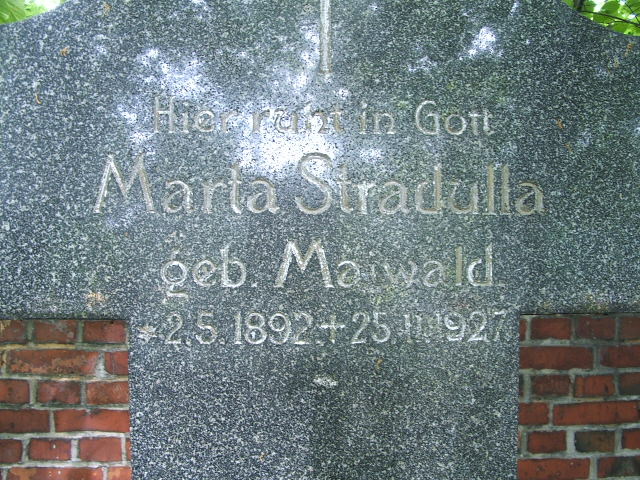 Hier ruht in Gott
Marta Stradulla
geb. Maiwald
*2.5.1892.+25.11.1927.